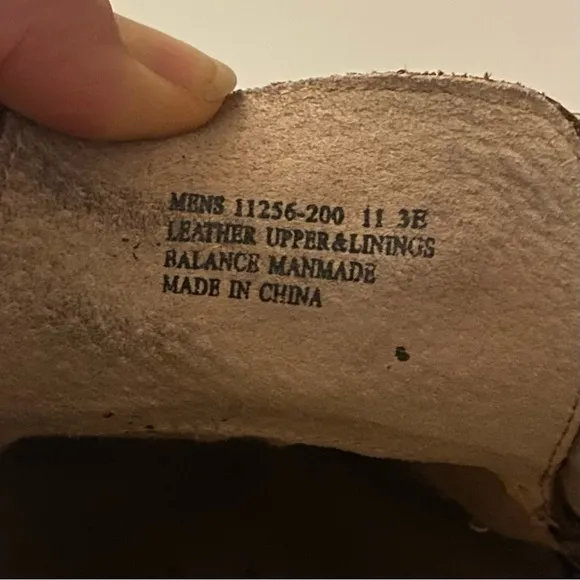 MENS 11256-200 11 3E
LEATHER UPPER&LININGS
BALANCE MANMADE
MADE IN CHINA